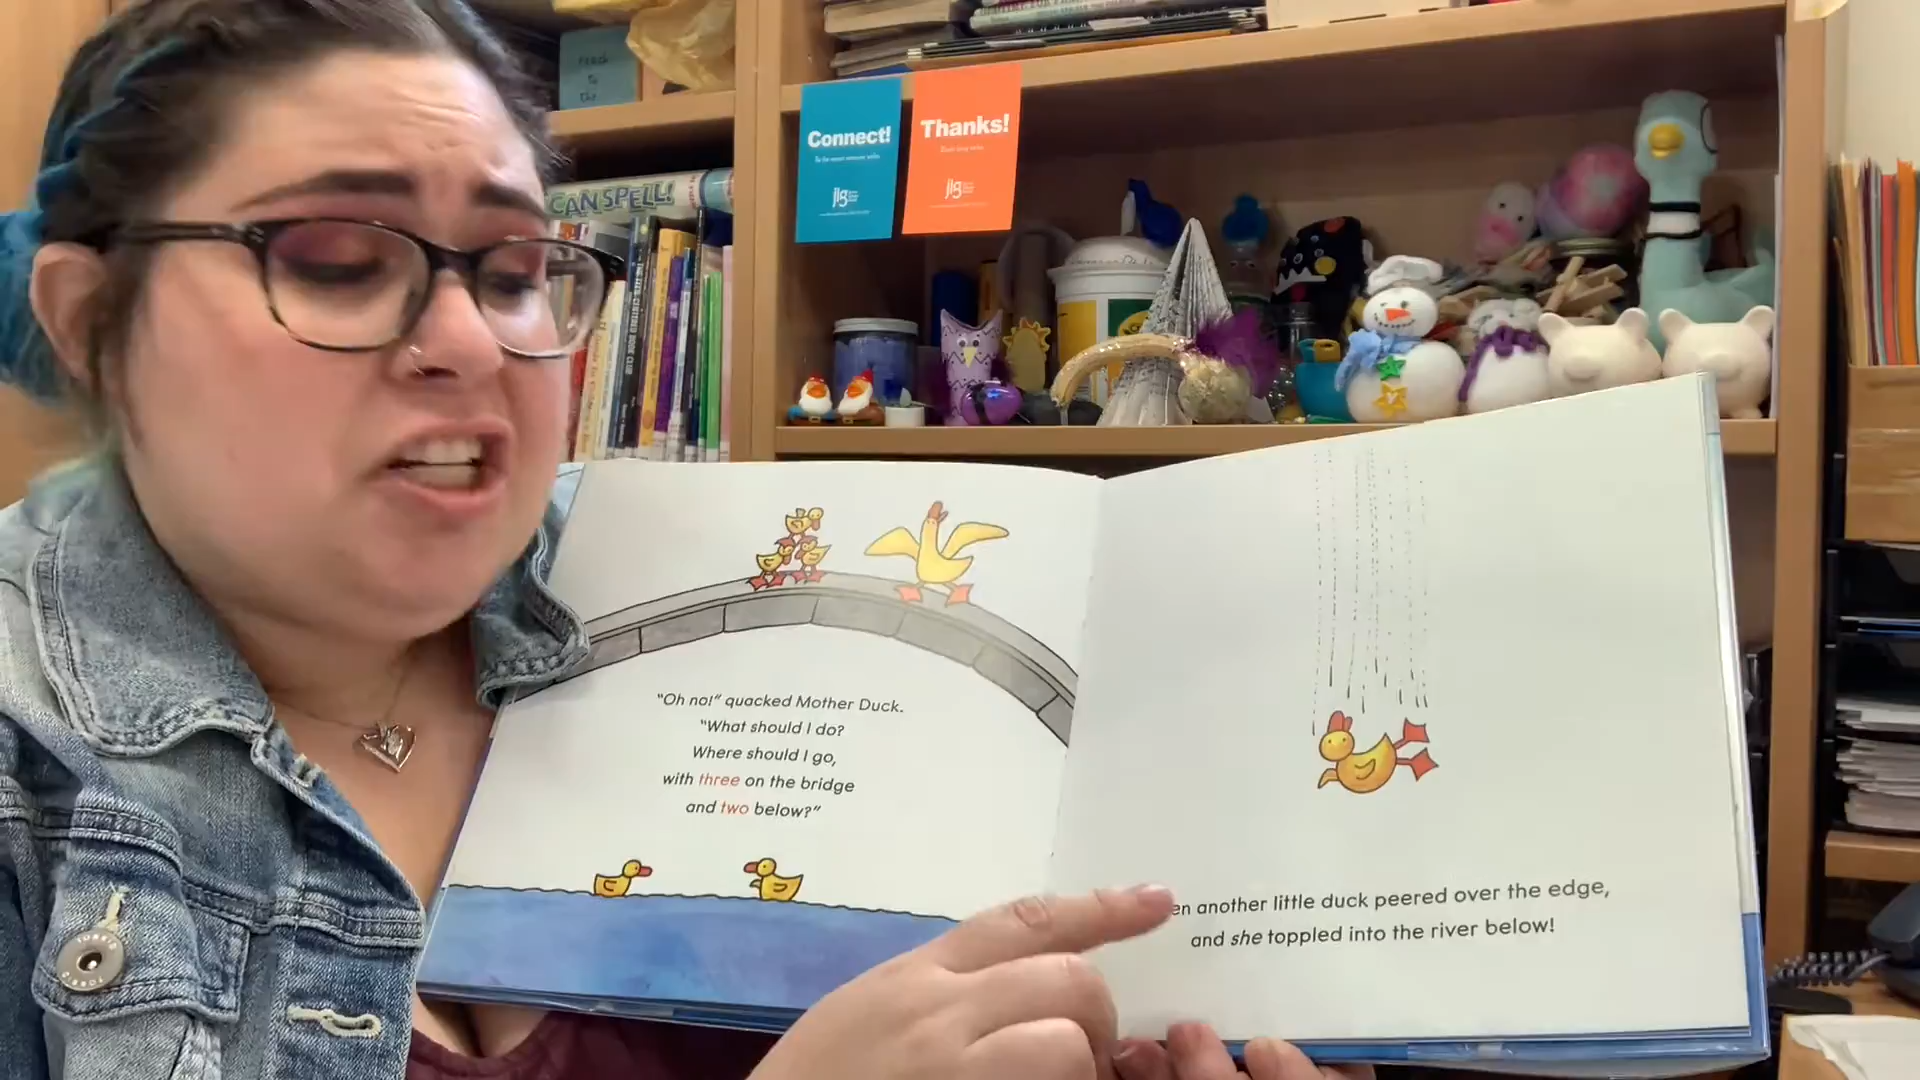 Connect!
Thanks!
jlg
jlg
CAN SPELL!
"Oh no!" quacked Mother Duck.
"What should I do?
Where should I go,
with three on the bridge
and two below?"
another little duck peered over the edge,
and she toppled into the river below!